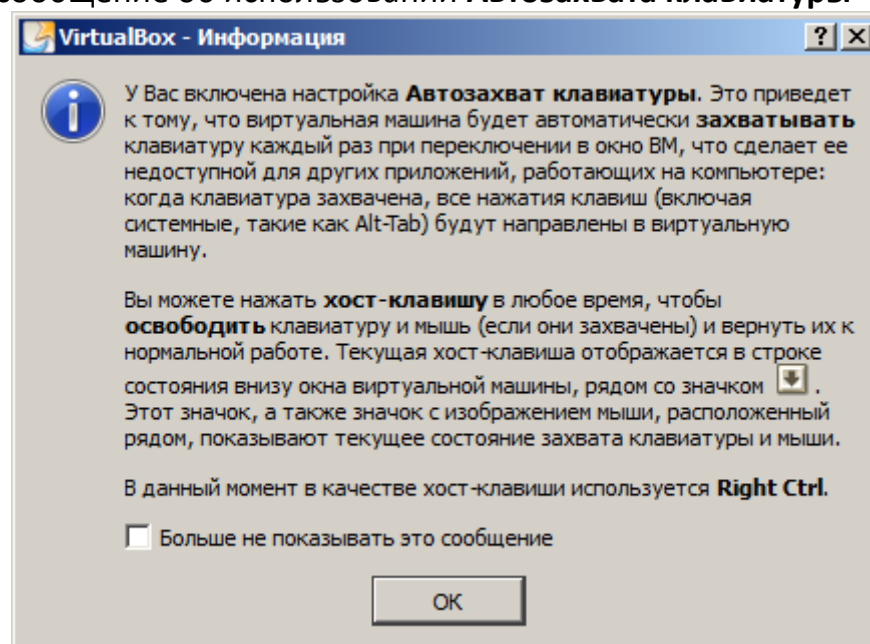 сообщение об использовании Автозахвата клавиатуры
VirtualBox - Информация
У Вас включена настройка Автозахват клавиатуры. Это приведет
к тому, что виртуальная машина будет автоматически захватывать
клавиатуру каждый раз при переключении в окно ВМ, что сделает ее
недоступной для других приложений, работающих на компьютере:
когда клавиатура захвачена, все нажатия клавиш (включая
системные, такие как Alt-Tab) будут направлены в виртуальную
машину.
Вы можете нажать хост-клавишу в любое время, чтобы
освободить клавиатуру и мышь (если они захвачены) и вернуть их к
нормальной работе. Текущая хост-клавиша отображается в строке
состояния внизу окна виртуальной машины, рядом со значком .
Этот значок, а также значок с изображением мыши, расположенный
рядом, показывают текущее состояние захвата клавиатуры и мыши.
В данный момент в качестве хост-клавиши используется Right Ctrl.
Больше не показывать это сообщение
OK